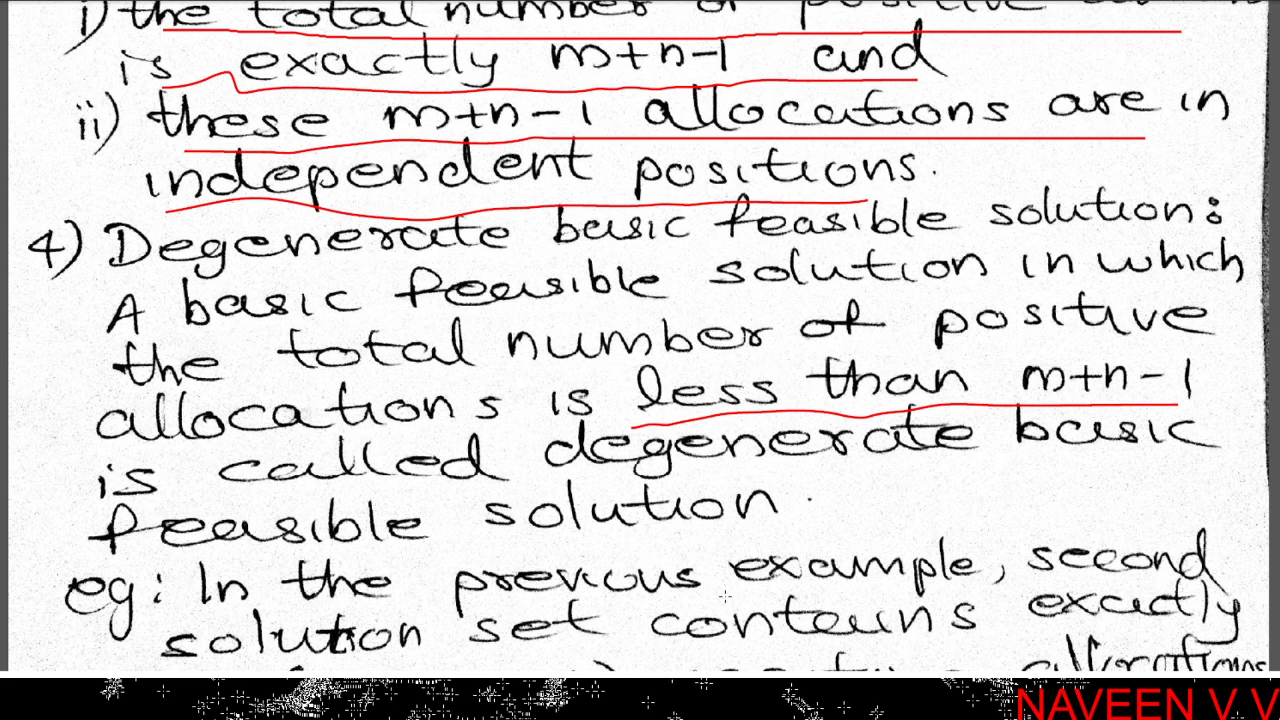 i) the total number of positive
is exactly m+n-1 and
ii) these m+n-1 allocations are in
independent positions.
4) Degenerate basic feasible solution:
A basic feasible solution in which
the total number of positive
allocations is less than m+n-1
is called degenerate basic
feasible solution.
eg: In the previous example, second
solution set contains exactly
allocations
NAVEEN V V